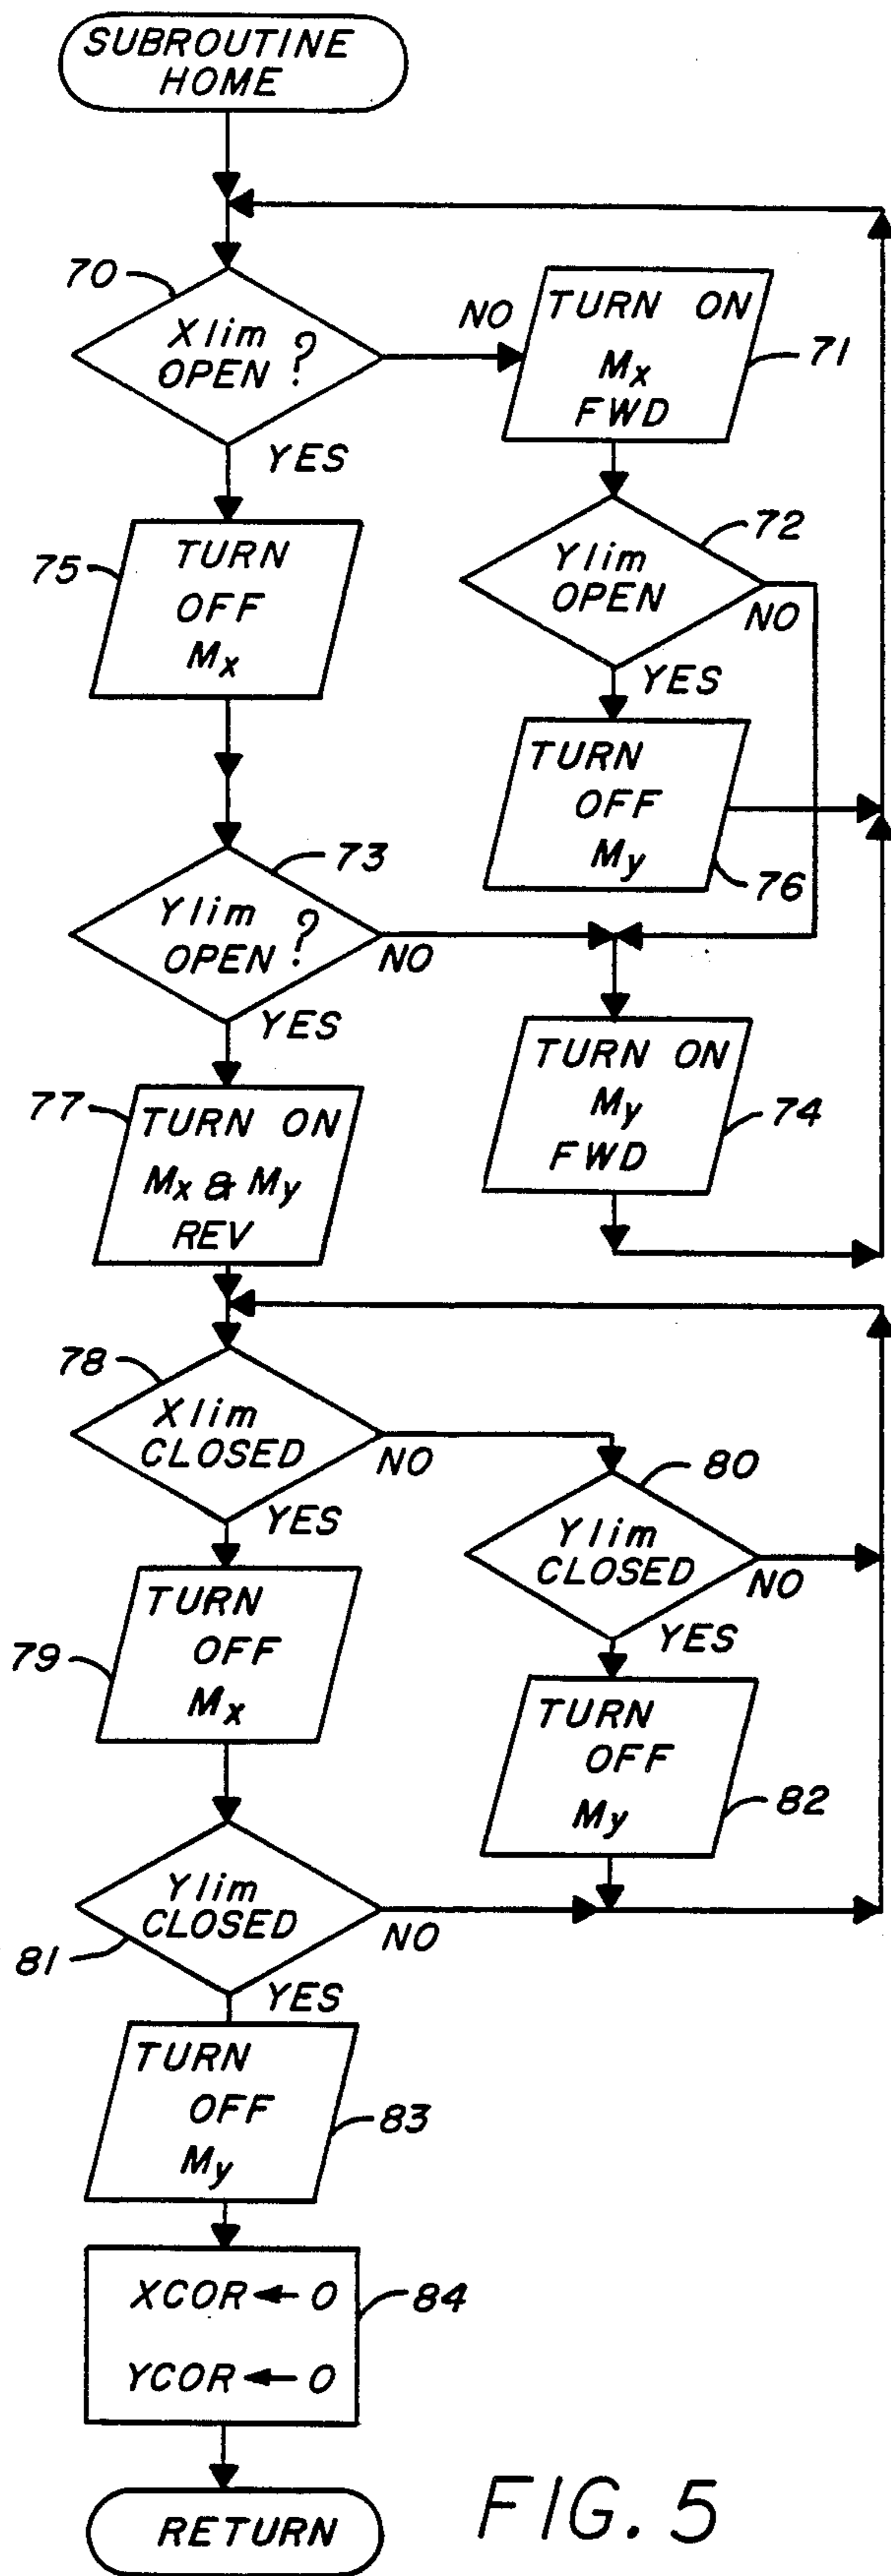 SUBROUTINE
HOME
70
Xlim
OPEN ?
NO
YES
TURN ON
Mx
FWD
71
72
Ylim
OPEN
NO
YES
75
TURN
OFF
Mx
TURN
OFF
My
76
73
Ylim
OPEN ?
NO
YES
TURN ON
My
FWD
74
77
TURN ON
Mx & My
REV
78
Xlim
CLOSED
NO
YES
80
Ylim
CLOSED
NO
YES
79
TURN
OFF
Mx
TURN
OFF
My
82
81
Ylim
CLOSED
NO
YES
TURN
OFF
My
83
XCOR ← 0
YCOR ← 0
84
RETURN
FIG. 5